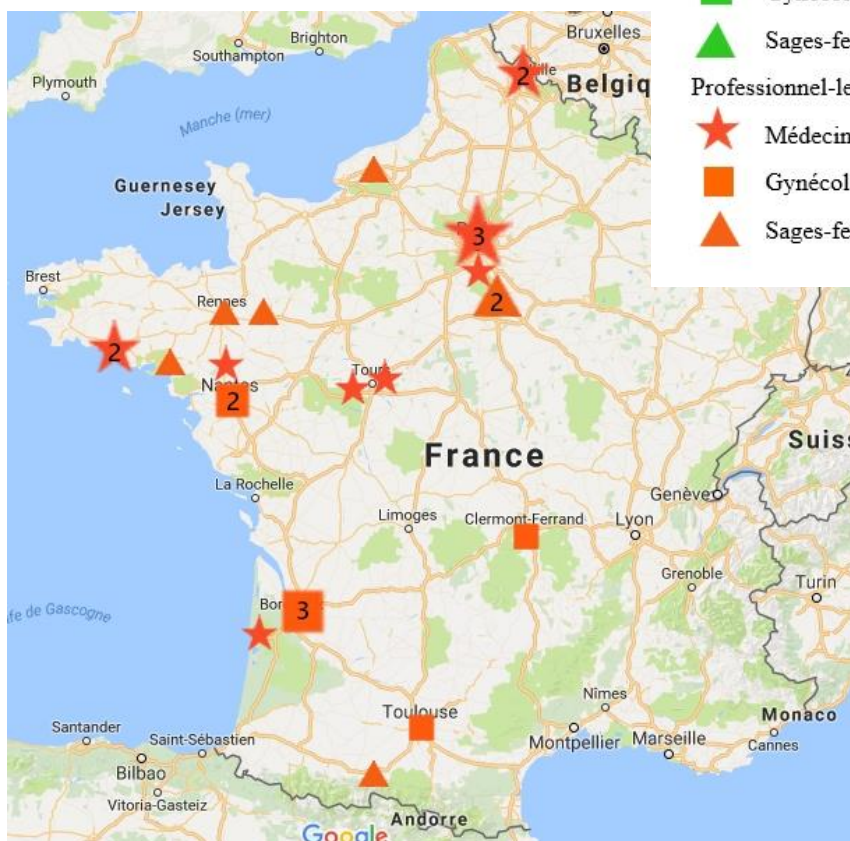 Sages-fe
Professionnel-le
Médecin
Gynécol
Sages-fe
Southampton
Brighton
Bruxelles
Plymouth
2
Belgiq
Manche (mer)
Guernesey
Jersey
3
Brest
Rennes
2
2
Tours
Nantes
2
France
Suiss
La Rochelle
Genève
Limoges
Clermont-Ferrand
Lyon
Grenoble
Turin
fe de Gascogne
3
Nîmes
Toulouse
Monaco
Santander
Saint-Sébastien
Montpellier
Marseille
Cannes
Bilbao
Vitoria-Gasteiz
Andorre
Google